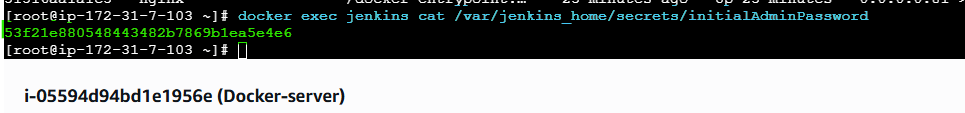 [root@ip-172-31-7-103 ~]# docker exec jenkins cat /var/jenkins_home/secrets/initialAdminPassword
53f21e880548443482b7869b1ea5e4e6
[root@ip-172-31-7-103 ~]#
i-05594d94bd1e1956e (Docker-server)